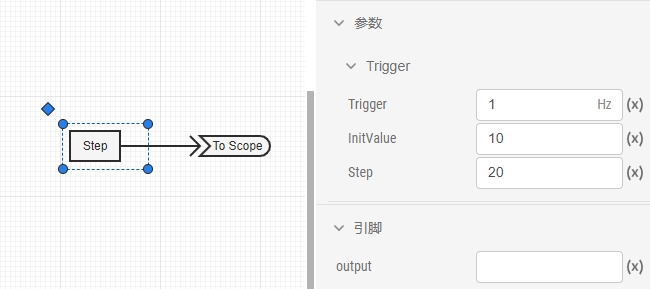 Step
To Scope
参数
Trigger
Trigger 1 Hz (x)
InitValue 10 (x)
Step 20 (x)
引脚
output (x)